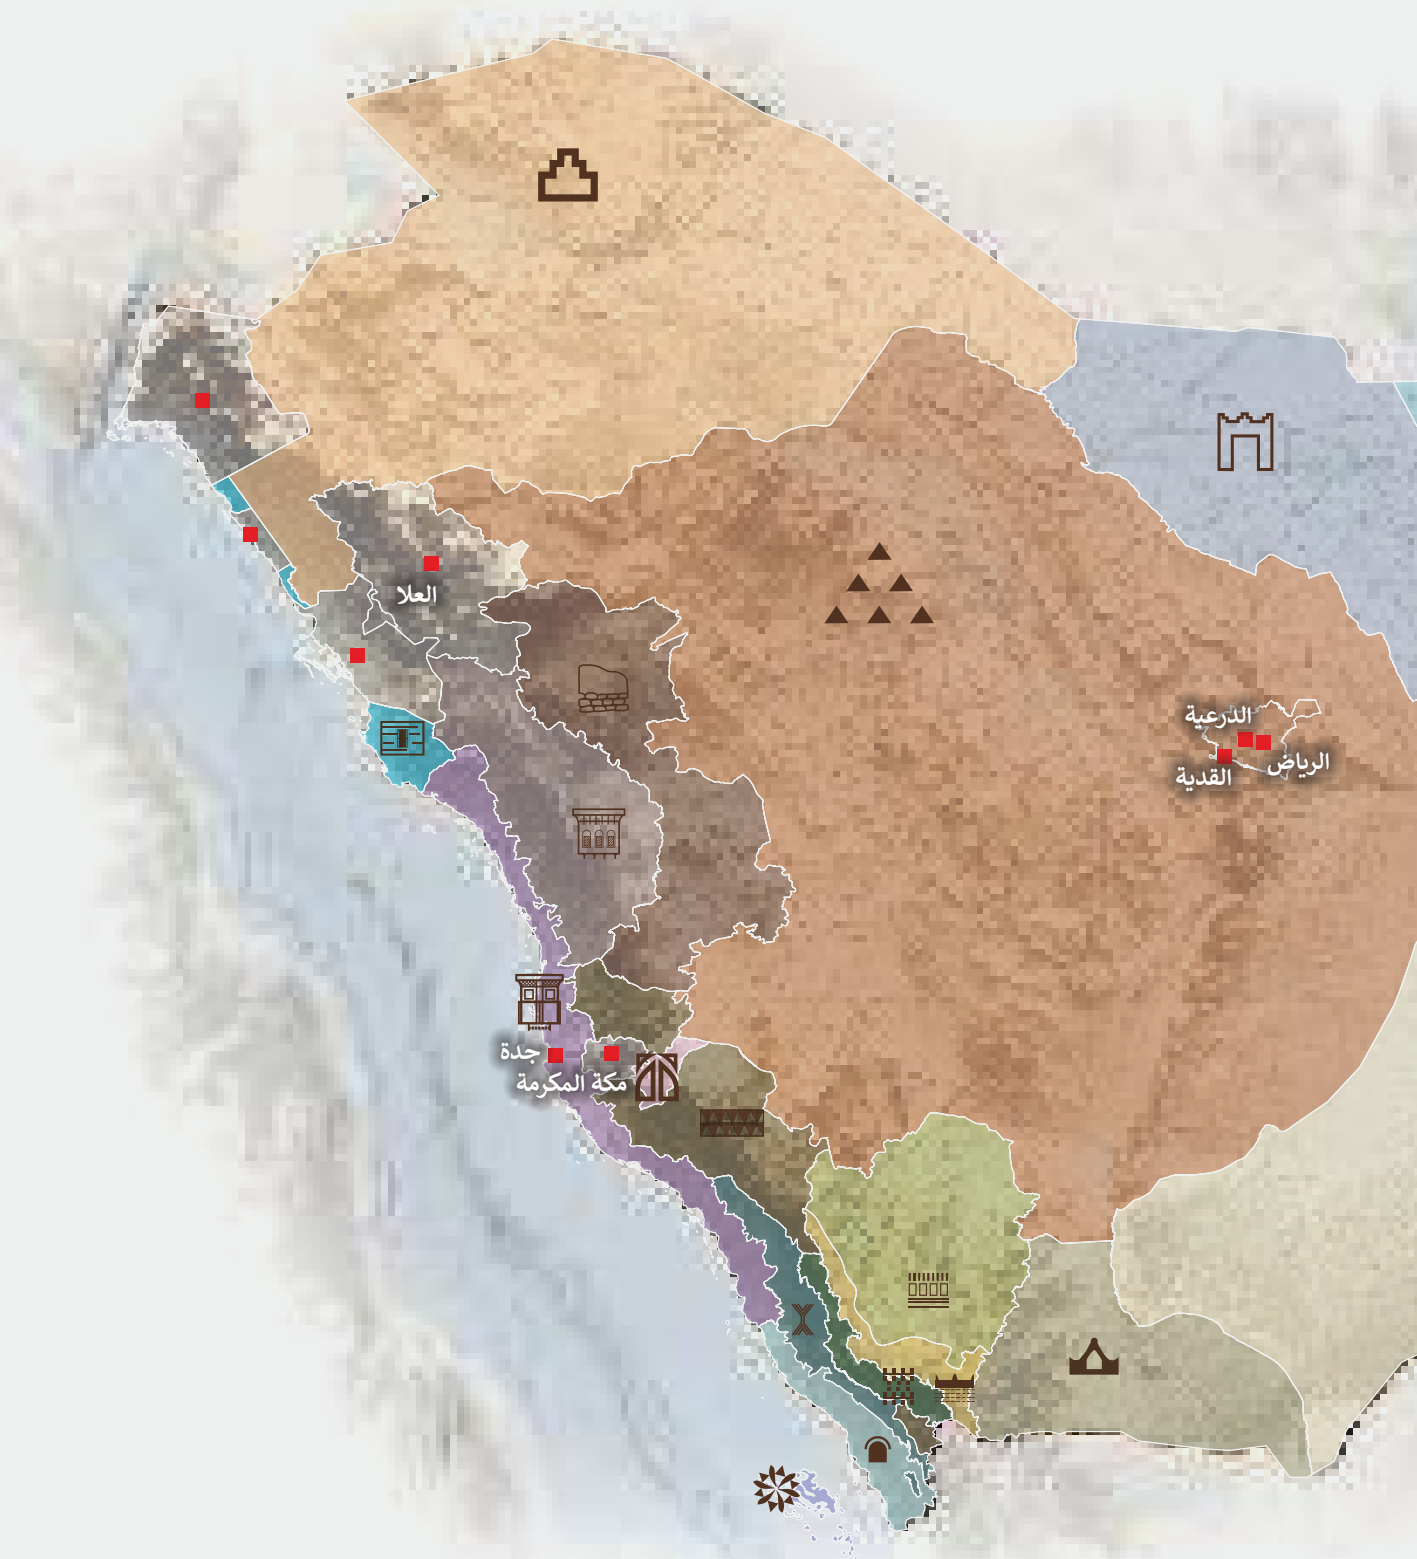 العلا
الدرعية
الرياض
القدية
جدة
مكة المكرمة